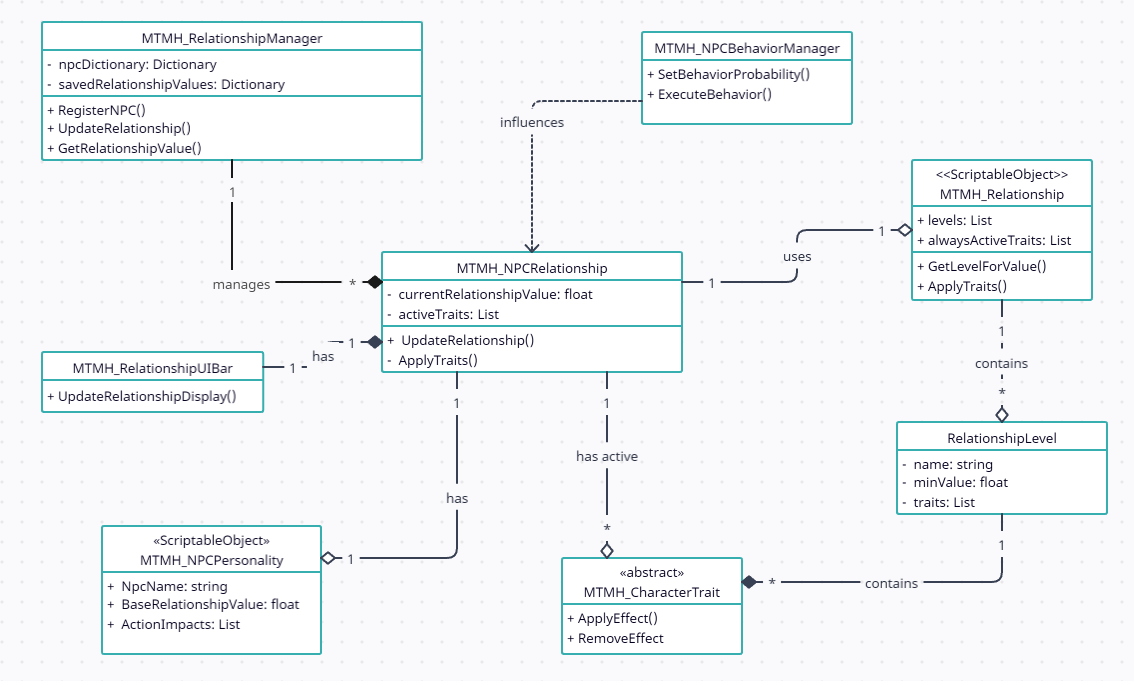 MTMH_RelationshipManager
- npcDictionary: Dictionary
- savedRelationshipValues: Dictionary
+ RegisterNPC()
+ UpdateRelationship()
+ GetRelationshipValue()
1
manages
*
MTMH_NPCBehaviorManager
+ SetBehaviorProbability()
+ ExecuteBehavior()
influences
<<ScriptableObject>>
MTMH_Relationship
+ levels: List
+ alwaysActiveTraits: List
+ GetLevelForValue()
+ ApplyTraits()
1
uses
1
MTMH_NPCRelationship
- currentRelationshipValue: float
- activeTraits: List
+ UpdateRelationship()
- ApplyTraits()
1
has
1
MTMH_RelationshipUIBar
+ UpdateRelationshipDisplay()
1
contains
*
RelationshipLevel
- name: string
- minValue: float
- traits: List
1
has
1
1
has active
*
«ScriptableObject»
MTMH_NPCPersonality
+ NpcName: string
+ BaseRelationshipValue: float
+ ActionImpacts: List
«abstract»
MTMH_CharacterTrait
+ ApplyEffect()
+ RemoveEffect
*
contains
1